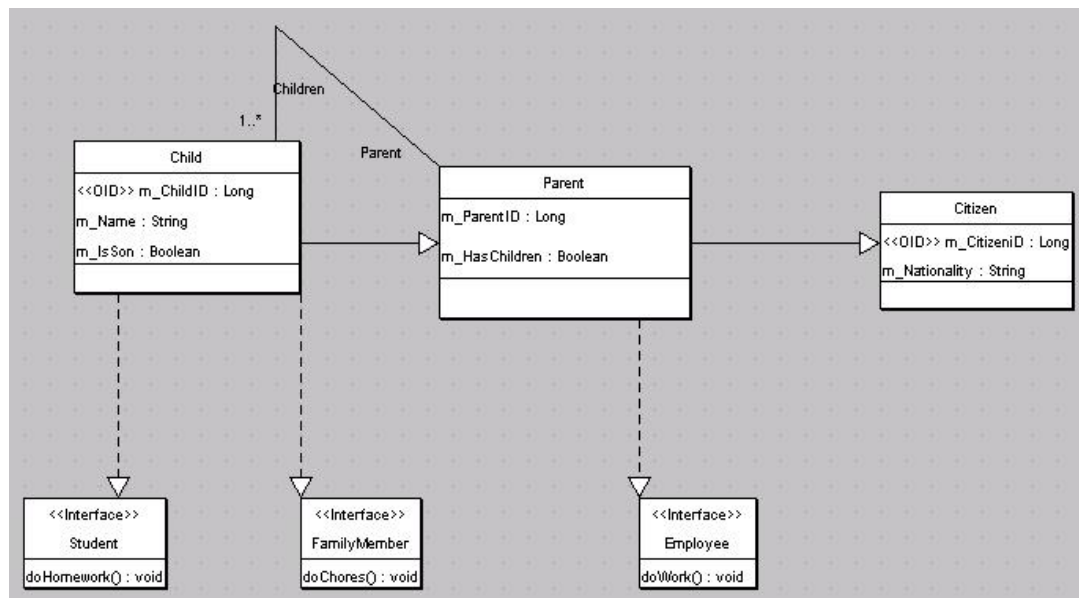 Children
1..*
Parent
Child
<<OID>> m_ChildID : Long
m_Name : String
m_IsSon : Boolean
Parent
m_ParentID : Long
m_HasChildren : Boolean
Citizen
<<OID>> m_CitizeniD : Long
m_Nationality : String
<<Interface>>
Student
doHomework() : void
<<Interface>>
FamilyMember
doChores() : void
<<Interface>>
Employee
doWork() : void